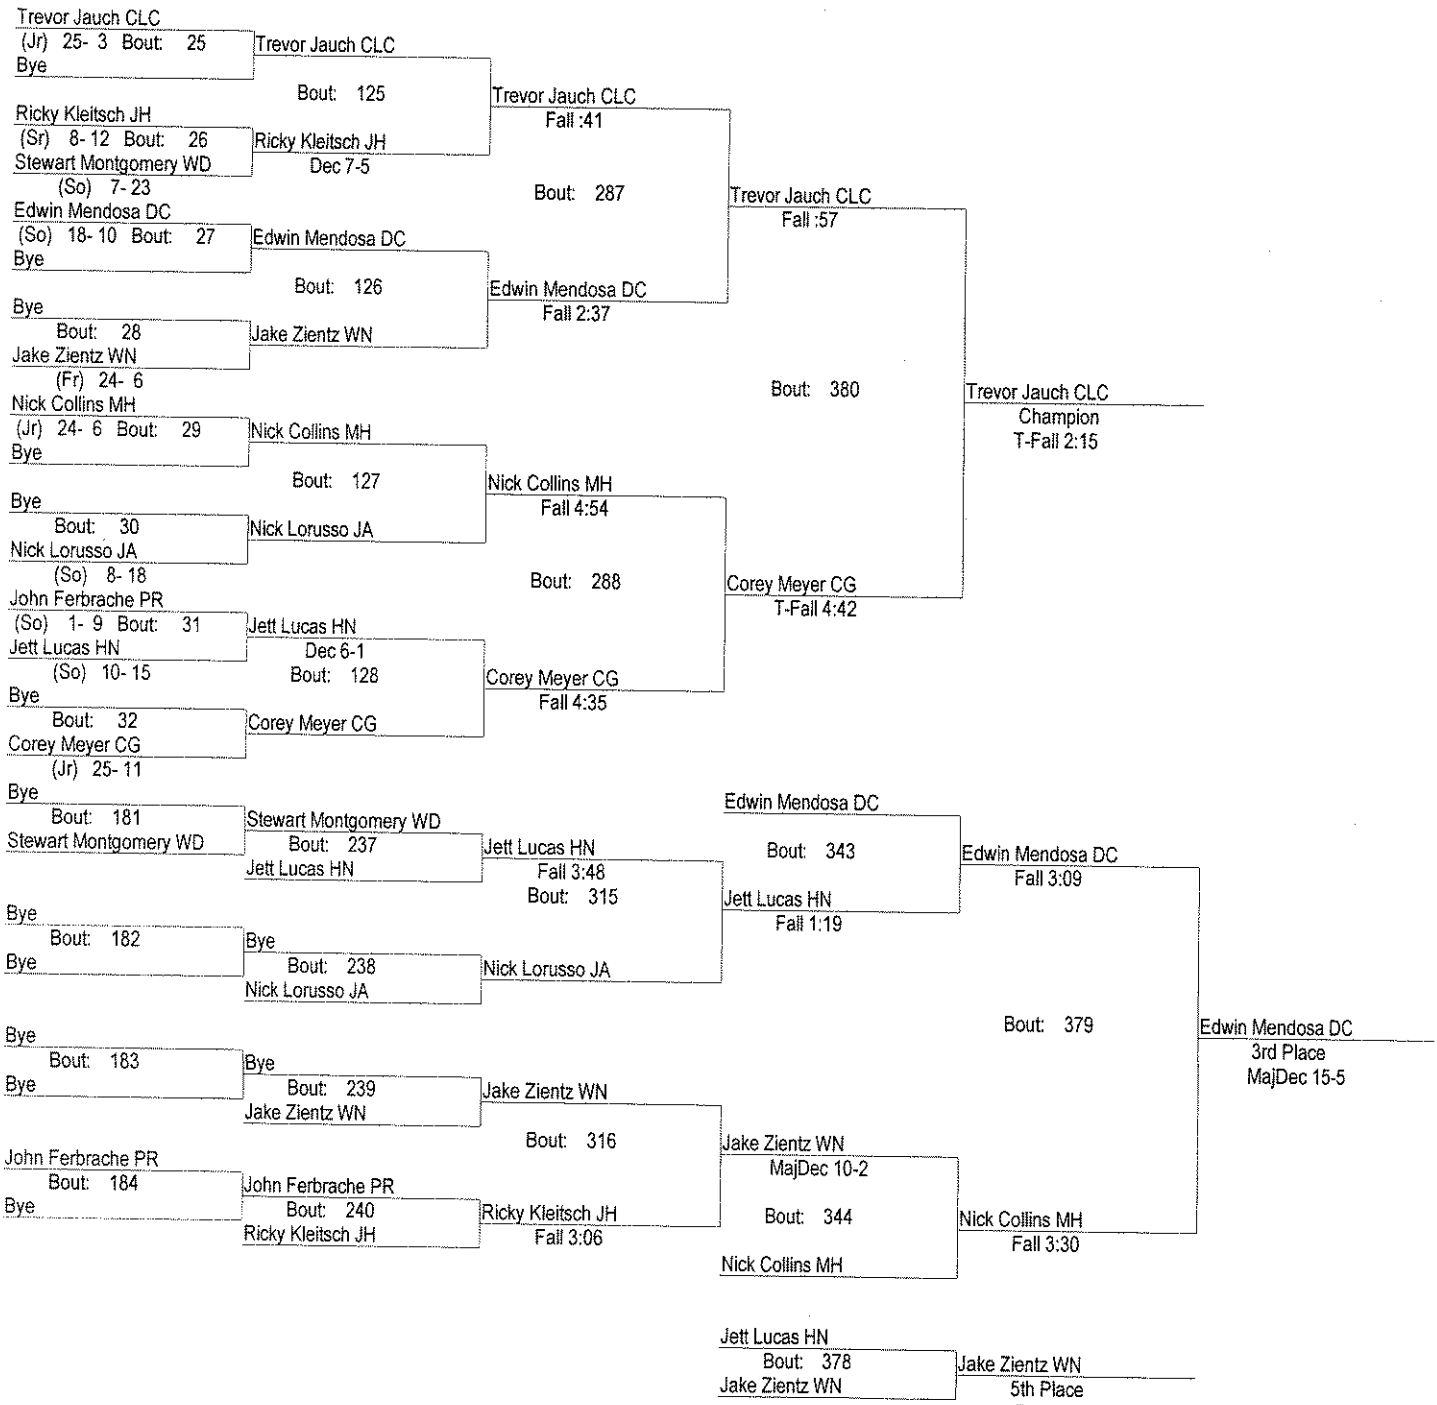 Trevor Jauch CLC
(Jr) 25- 3 Bout: 25
Bye
Trevor Jauch CLC
Bout: 125
Ricky Kleitsch JH
(Sr) 8- 12 Bout: 26
Stewart Montgomery WD
(So) 7- 23
Ricky Kleitsch JH
Dec 7-5
Trevor Jauch CLC
Fall :41
Bout: 287
Edwin Mendosa DC
(So) 18- 10 Bout: 27
Bye
Edwin Mendosa DC
Bout: 126
Bye
Bout: 28
Jake Zientz WN
(Fr) 24- 6
Jake Zientz WN
Edwin Mendosa DC
Fall 2:37
Trevor Jauch CLC
Fall :57
Bout: 380
Nick Collins MH
(Jr) 24- 6 Bout: 29
Bye
Nick Collins MH
Bout: 127
Bye
Bout: 30
Nick Lorusso JA
(So) 8- 18
Nick Lorusso JA
Nick Collins MH
Fall 4:54
Bout: 288
John Ferbrache PR
(So) 1- 9 Bout: 31
Jett Lucas HN
(So) 10- 15
Jett Lucas HN
Dec 6-1
Bout: 128
Bye
Bout: 32
Corey Meyer CG
(Jr) 25- 11
Corey Meyer CG
Corey Meyer CG
Fall 4:35
Corey Meyer CG
T-Fall 4:42
Trevor Jauch CLC
Champion
T-Fall 2:15
Bye
Bout: 181
Stewart Montgomery WD
Stewart Montgomery WD
Bout: 237
Jett Lucas HN
Jett Lucas HN
Fall 3:48
Bout: 315
Bye
Bout: 182
Bye
Bye
Bout: 238
Nick Lorusso JA
Nick Lorusso JA
Edwin Mendosa DC
Bout: 343
Jett Lucas HN
Fall 1:19
Edwin Mendosa DC
Fall 3:09
Bout: 379
Bye
Bout: 183
Bye
Bye
Bout: 239
Jake Zientz WN
Jake Zientz WN
Bout: 316
John Ferbrache PR
Bout: 184
Bye
John Ferbrache PR
Bout: 240
Ricky Kleitsch JH
Ricky Kleitsch JH
Fall 3:06
Jake Zientz WN
MajDec 10-2
Bout: 344
Nick Collins MH
Nick Collins MH
Fall 3:30
Edwin Mendosa DC
3rd Place
MajDec 15-5
Jett Lucas HN
Bout: 378
Jake Zientz WN
Jake Zientz WN
5th Place